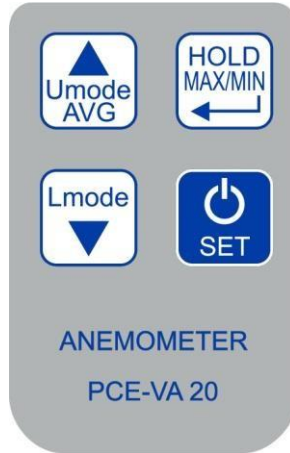 Umode
AVG
HOLD
MAX/MIN
Lmode
SET
ANEMOMETER
PCE-VA 20